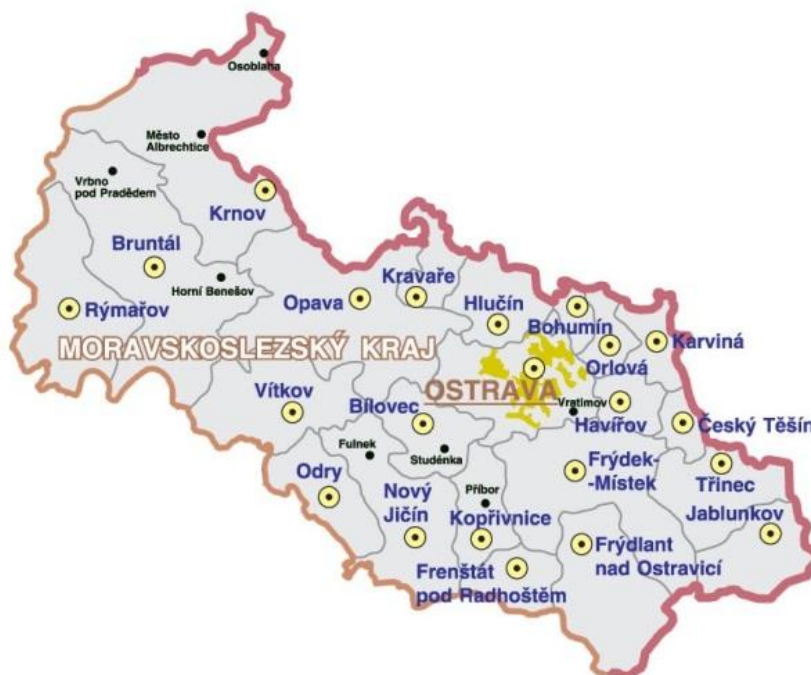 Osoblaha
Město
Albrechtice
Vrbno
pod Pradědem
Krnov
Bruntál
Horní Benešov
Rýmařov
Opava
Kravaře
Hlučín
Bohumín
Karviná
Orlová
MORAVSKOSLEZSKÝ KRAJ
OSTRAVA
Vratimov
Havířov
Český Těšín
Vítkov
Bílovec
Fulnek
Studénka
Odry
Nový
Jičín
Příbor
Kopřivnice
Frýdek-
-Místek
Třinec
Jablunkov
Frenštát
pod Radhoštěm
Frýdlant
nad Ostravicí